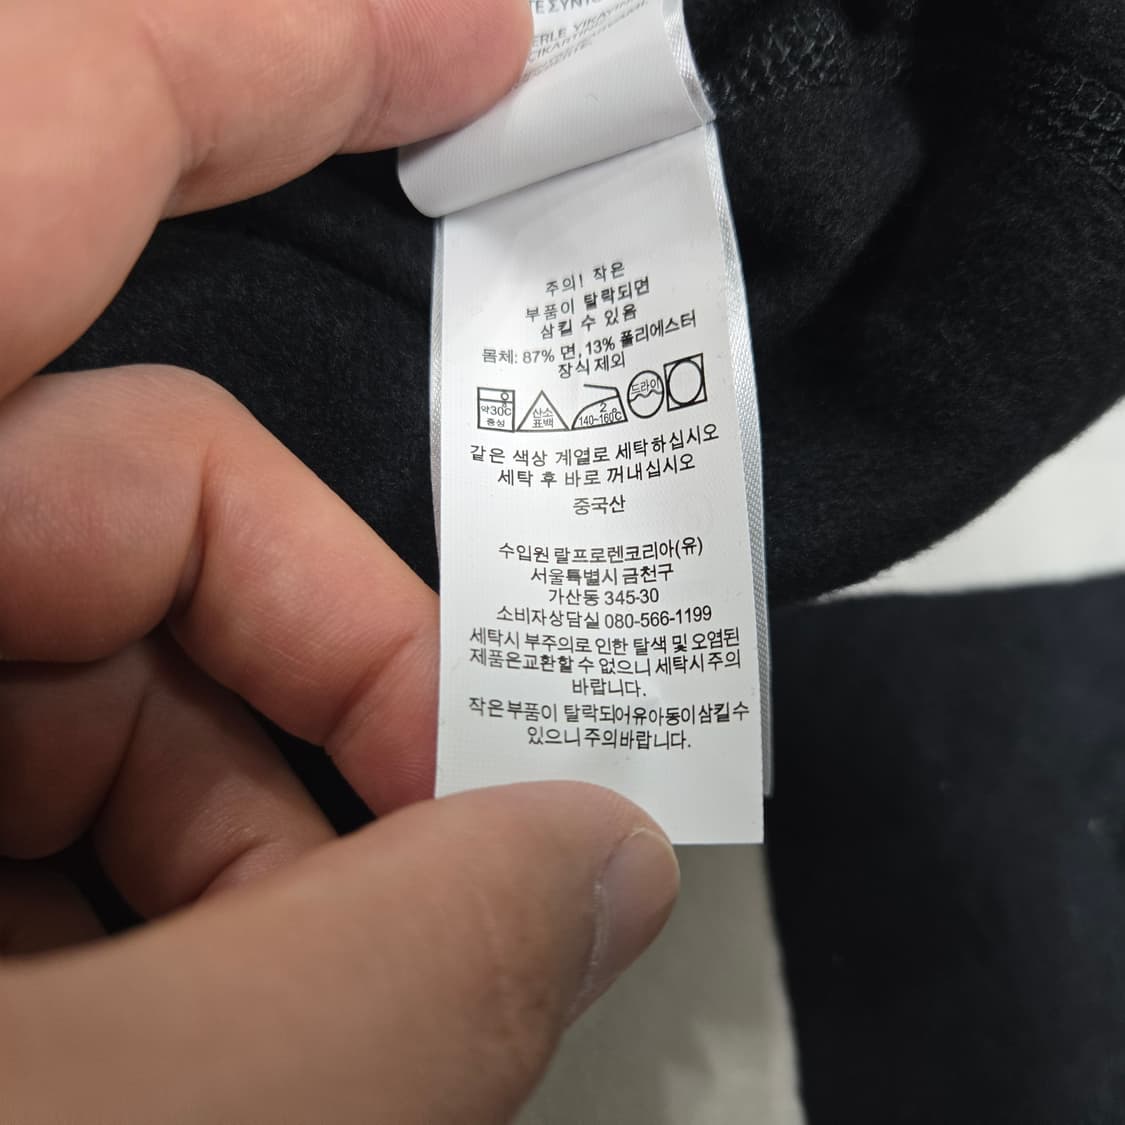 ERLE YIKAYIN
주의! 작은
부품이 탈락되면
삼킬 수 있음
몸체: 87% 면, 13% 폴리에스터
장식제외
약30℃
중성
산소
표백
2
140~160℃
드라이
같은 색상 계열로 세탁하십시오
세탁 후 바로 꺼내십시오
중국산
수입원 랄프로렌코리아(유)
서울특별시 금천구
가산동 345-30
소비자상담실 080-566-1199
세탁시 부주의로 인한 탈색 및 오염된
제품은교환할 수 없으니 세탁시주의
바랍니다.
작은부품이 탈락되어유아동이삼킬수
있으니주의바랍니다.